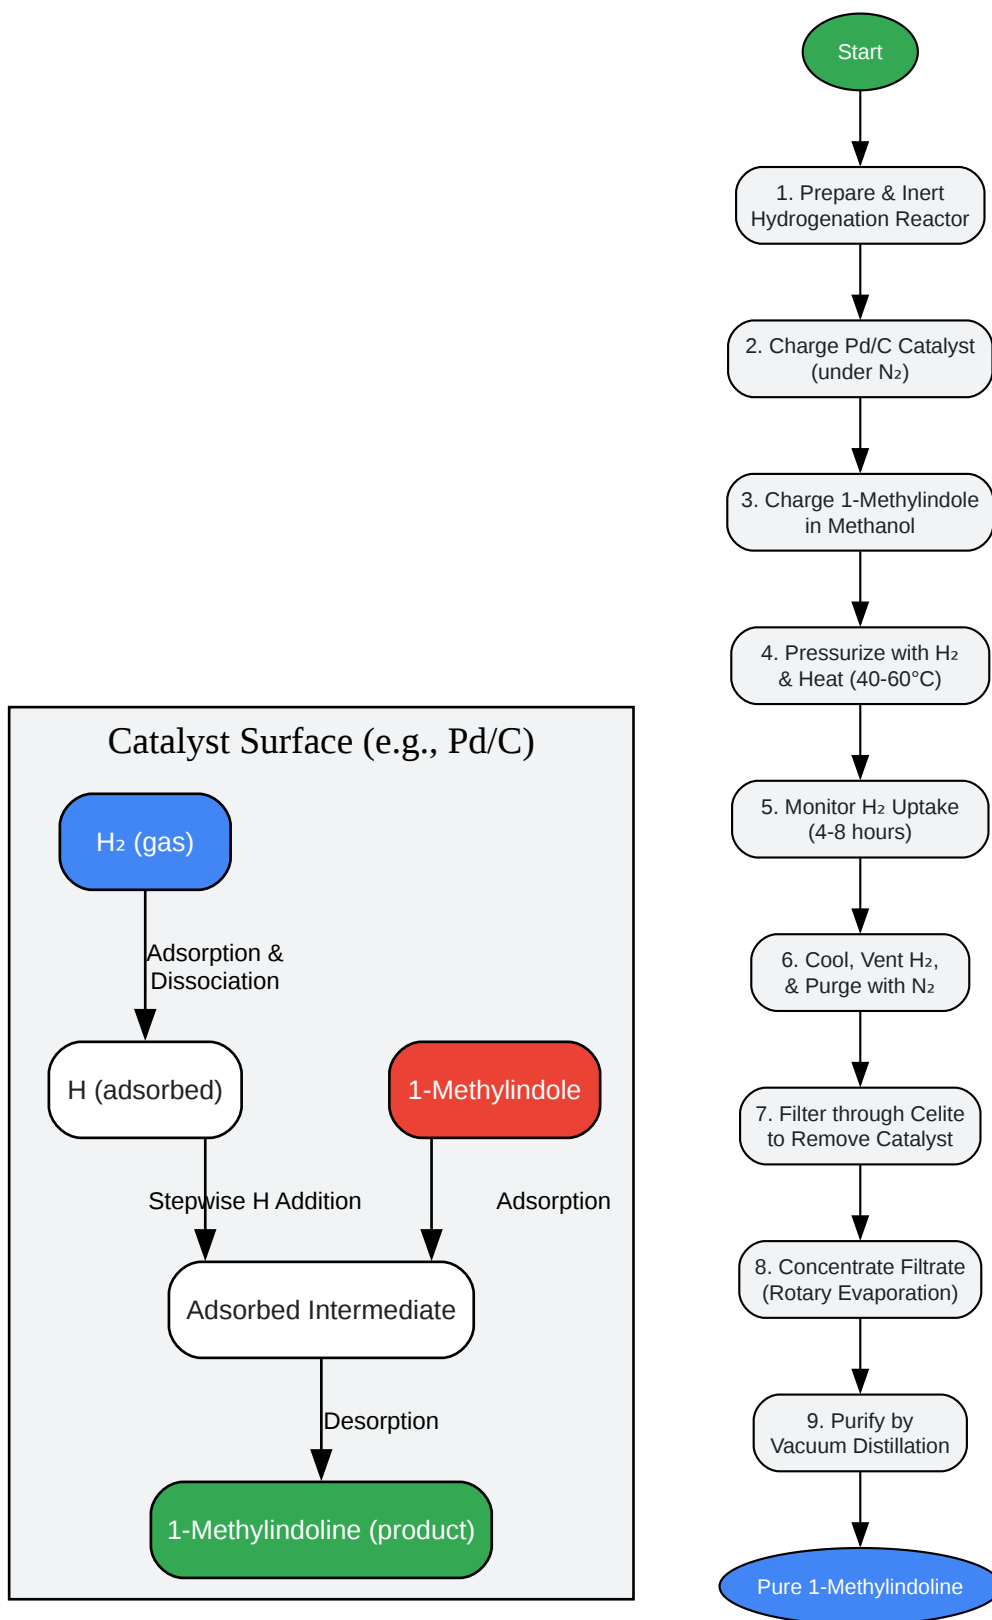 Start
1. Prepare & Inert
Hydrogenation Reactor
2. Charge Pd/C Catalyst
(under N₂)
3. Charge 1-Methylindole
in Methanol
4. Pressurize with H₂
& Heat (40-60°C)
5. Monitor H₂ Uptake
(4-8 hours)
6. Cool, Vent H₂,
& Purge with N₂
7. Filter through Celite
to Remove Catalyst
8. Concentrate Filtrate
(Rotary Evaporation)
9. Purify by
Vacuum Distillation
Pure 1-Methylindoline
Catalyst Surface (e.g., Pd/C)
H₂ (gas)
Adsorption &
Dissociation
H (adsorbed)
1-Methylindole
Stepwise H Addition
Adsorption
Adsorbed Intermediate
Desorption
1-Methylindoline (product)